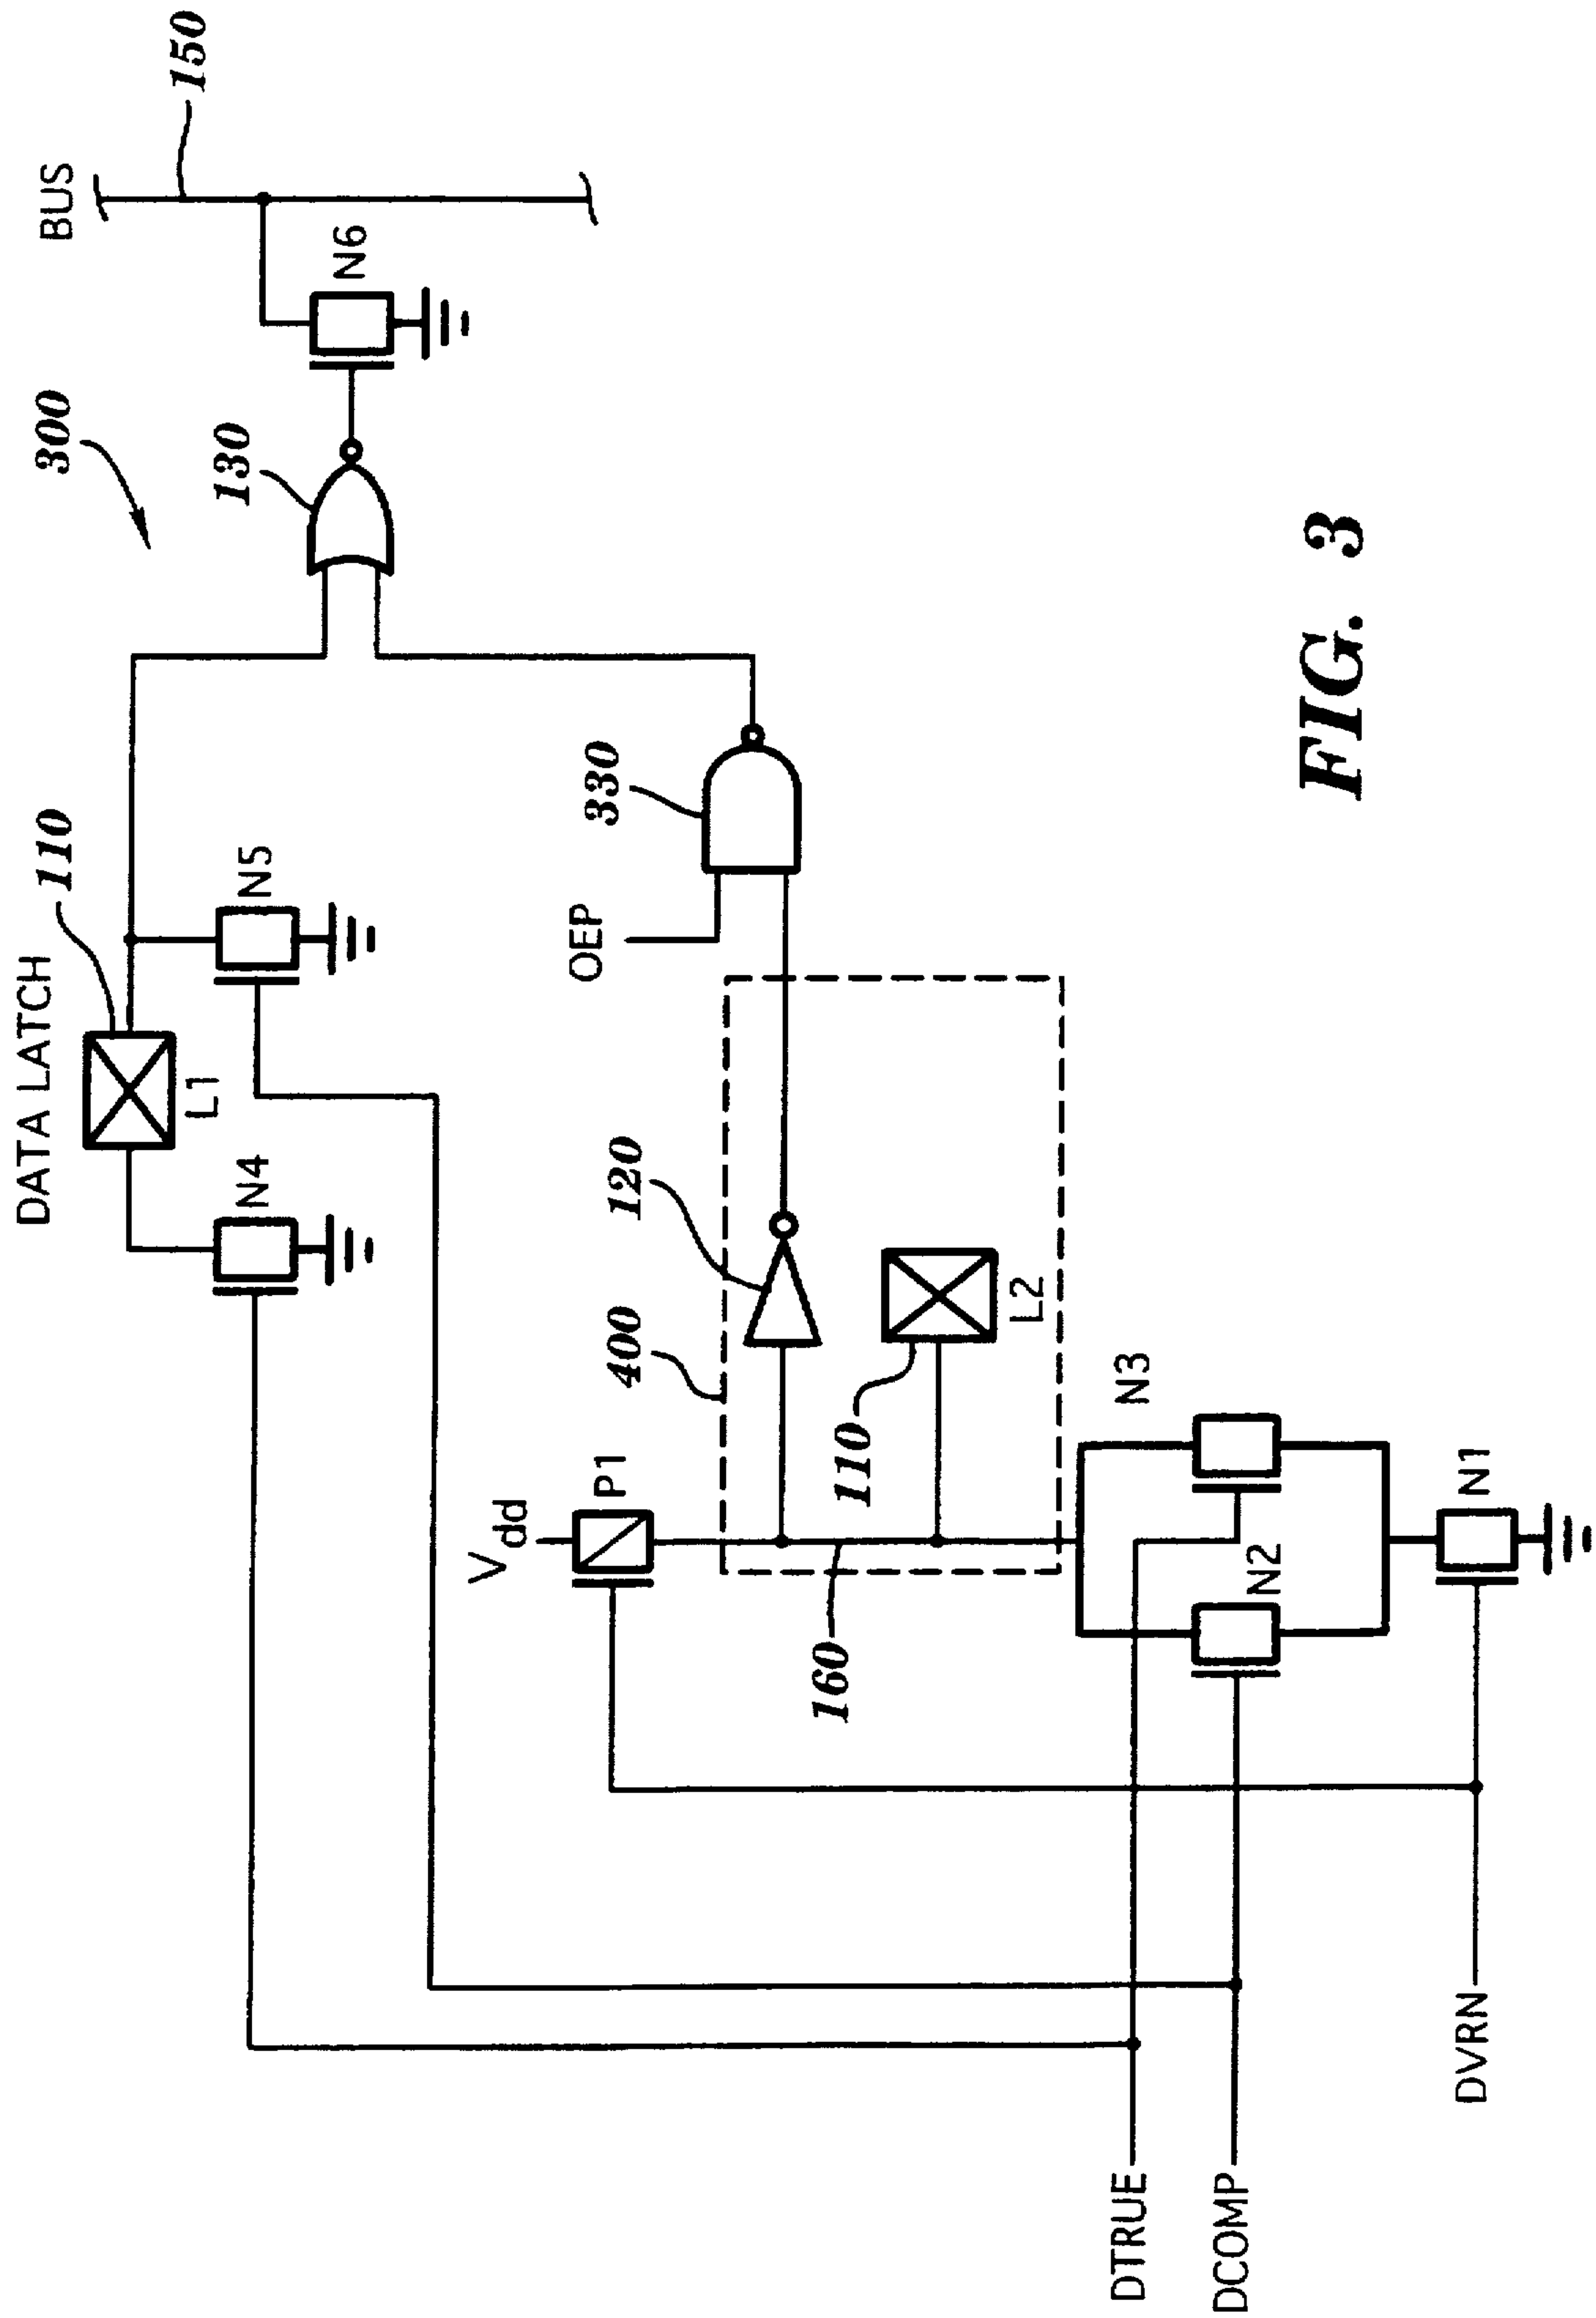 DATA LATCH
110
L1
N4
N5
300
130
BUS
150
N6
Vdd
P1
400
120
OEP
330
160
110
L2
N2
N3
N1
DTRUE
DCOMP
DVRN
FIG. 3